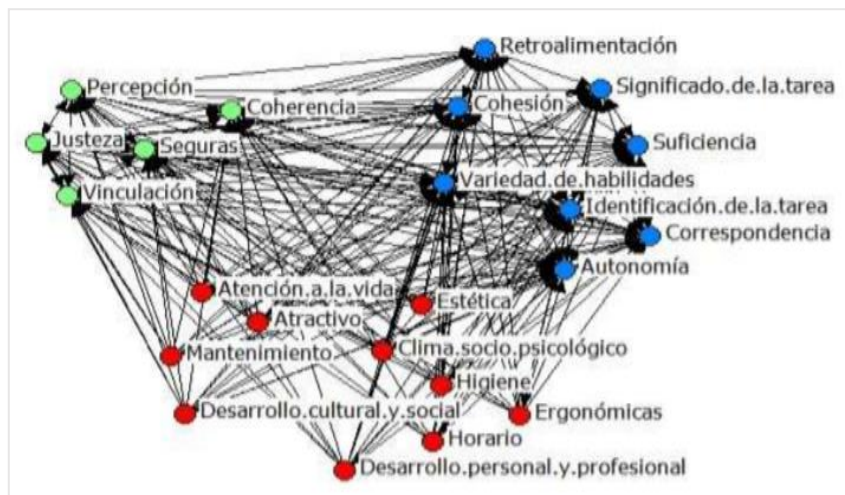 Retroalimentación
Percepción
Significado.de.la.tarea
Coherencia
Cohesión
Justeza
Seguras
Suficiencia
Vinculación
Variedad.de.habilidades
Identificación.de.la.tarea
Correspondencia
Autonomía
Atención.a.la.vida
Estética
Atractivo
Mantenimiento
Clima.socio.psicológico
Higiene
Desarrollo.cultural.y.social
Ergonómicas
Horario
Desarrollo.personal.y.profesional